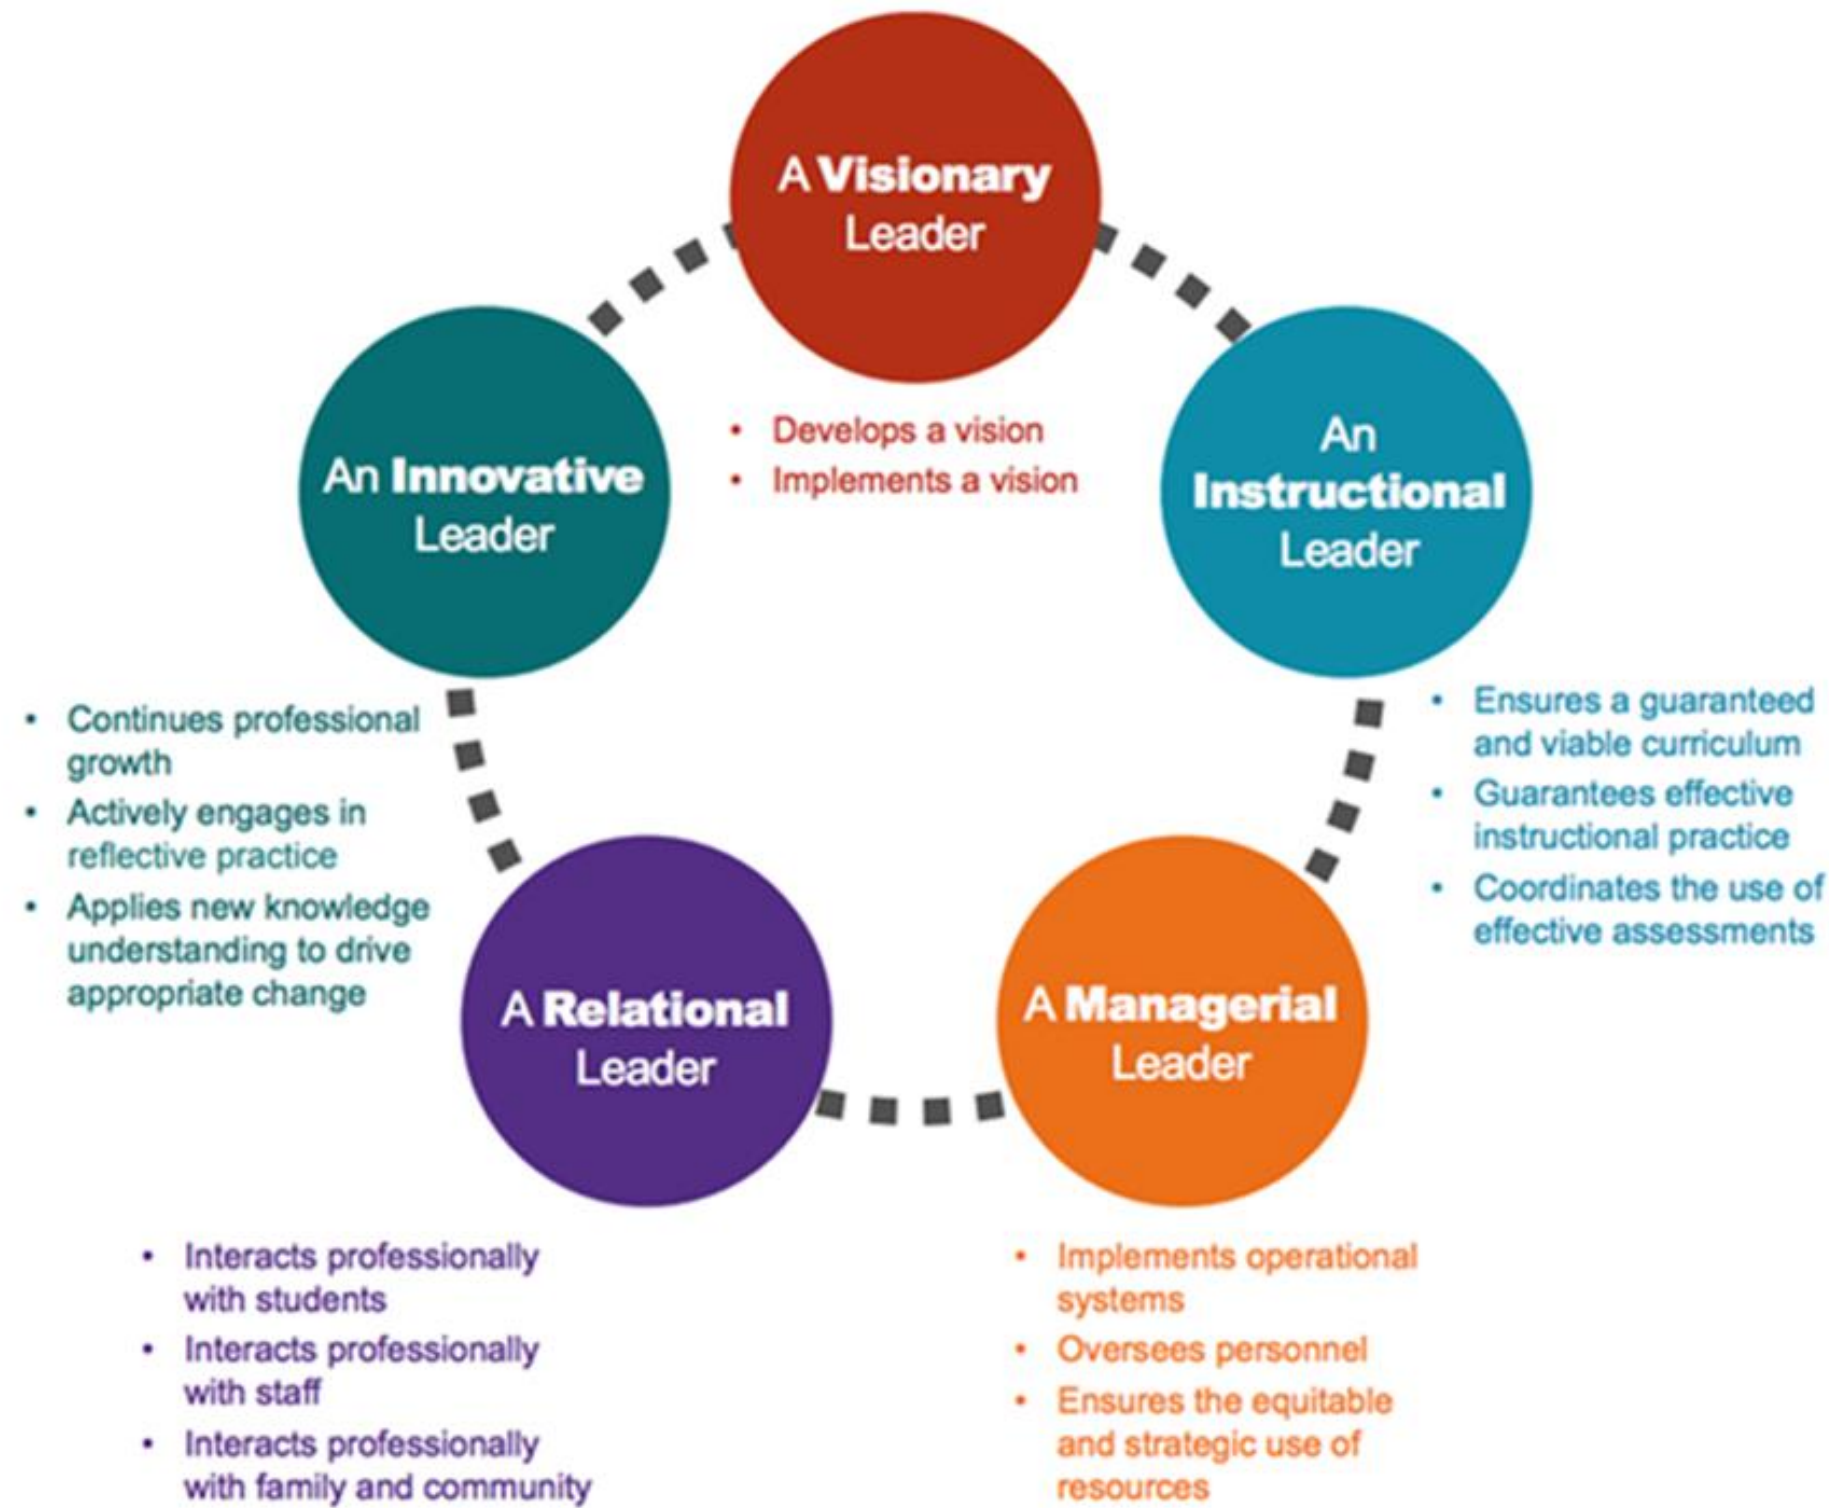 A Visionary
Leader
• Develops a vision
• Implements a vision
An
Instructional
Leader
• Ensures a guaranteed
and viable curriculum
• Guarantees effective
instructional practice
• Coordinates the use of
effective assessments
A Managerial
Leader
• Implements operational
systems
• Oversees personnel
• Ensures the equitable
and strategic use of
resources
A Relational
Leader
• Interacts professionally
with students
• Interacts professionally
with staff
• Interacts professionally
with family and community
An Innovative
Leader
• Continues professional
growth
• Actively engages in
reflective practice
• Applies new knowledge
understanding to drive
appropriate change